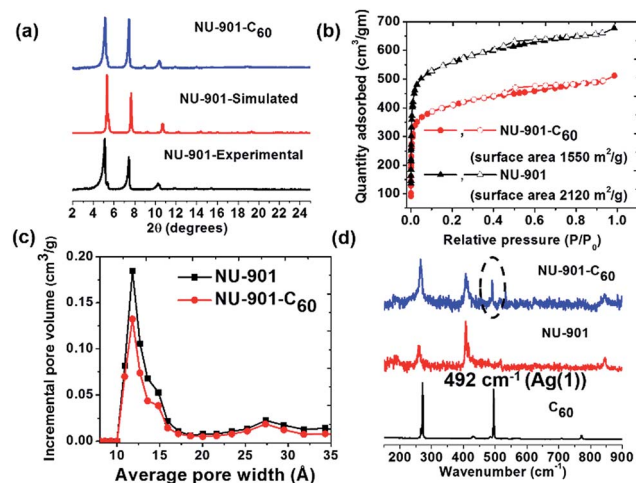 (a)
NU-901-C60
NU-901-Simulated
NU-901-Experimental
2 4 6 8 10 12 14 16 18 20 22 24
2θ (degrees)
(b)
Quantity adsorbed (cm³/gm)
700
600
500
400
300
200
100
, NU-901-C60
(surface area 1550 m²/g)
, NU-901
(surface area 2120 m²/g)
0.0 0.2 0.4 0.6 0.8 1.0
Relative pressure (P/P₀)
(c)
Incremental pore volume (cm³/g)
0.20
0.15
0.10
0.05
0.00
NU-901
NU-901-C60
10 15 20 25 30 35
Average pore width (Å)
(d)
NU-901-C60
NU-901
492 cm⁻¹ (Ag(1))
C60
200 300 400 500 600 700 800 900
Wavenumber (cm⁻¹)